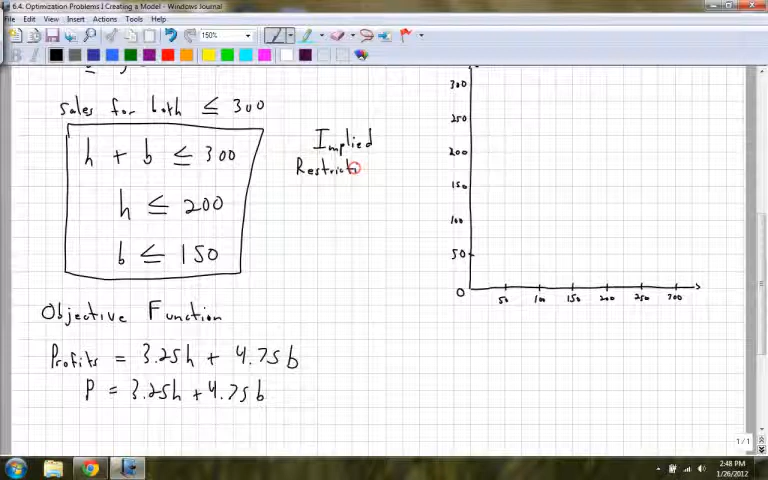 6.4. Optimization Problems I Creating a Model - Windows Journal
File Edit View Insert Actions Tools Help
150%
B I
sales for both ≤ 300
h + b ≤ 300
h ≤ 200
b ≤ 150
Implied
Restricti
Objective Function
Profits = 3.25h + 4.75b
P = 3.25h + 4.75b
300
250
200
150
100
50
0
50 100 150 200 250 300
1 / 1
2:48 PM
1/26/2012